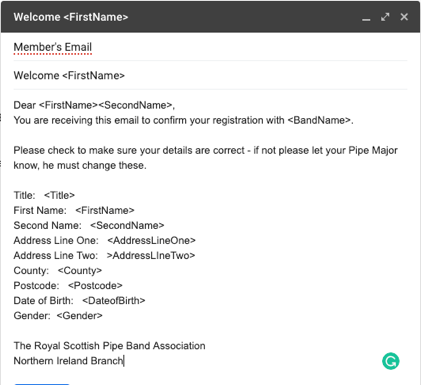 Welcome <FirstName>
Member's Email
Welcome <FirstName>
Dear <FirstName><SecondName>,
You are receiving this email to confirm your registration with <BandName>.
Please check to make sure your details are correct - if not please let your Pipe Major
know, he must change these.
Title: <Title>
First Name: <FirstName>
Second Name: <SecondName>
Address Line One: <AddressLineOne>
Address Line Two: >AddressLIneTwo>
County: <County>
Postcode: <Postcode>
Date of Birth: <DateofBirth>
Gender: <Gender>
The Royal Scottish Pipe Band Association
Northern Ireland Branch